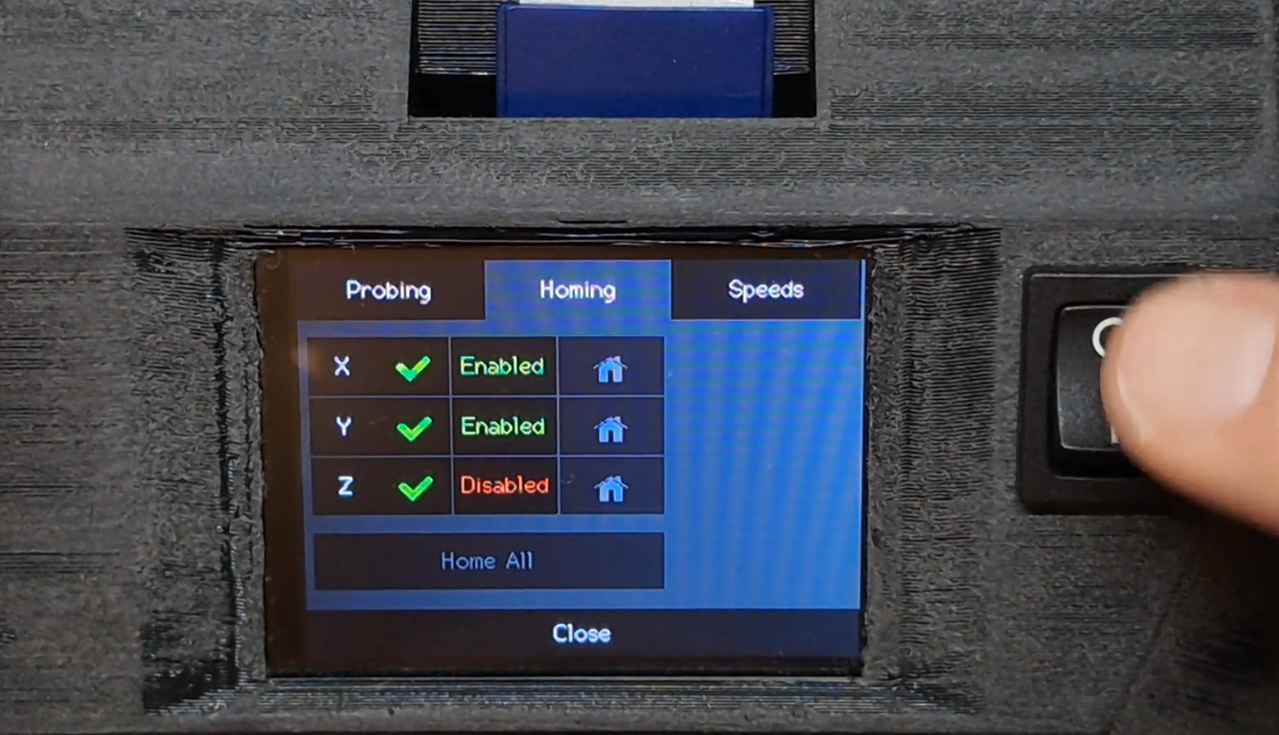 Probing Homing Speeds
X Enabled
Y Enabled
Z Disabled
Home All
Close